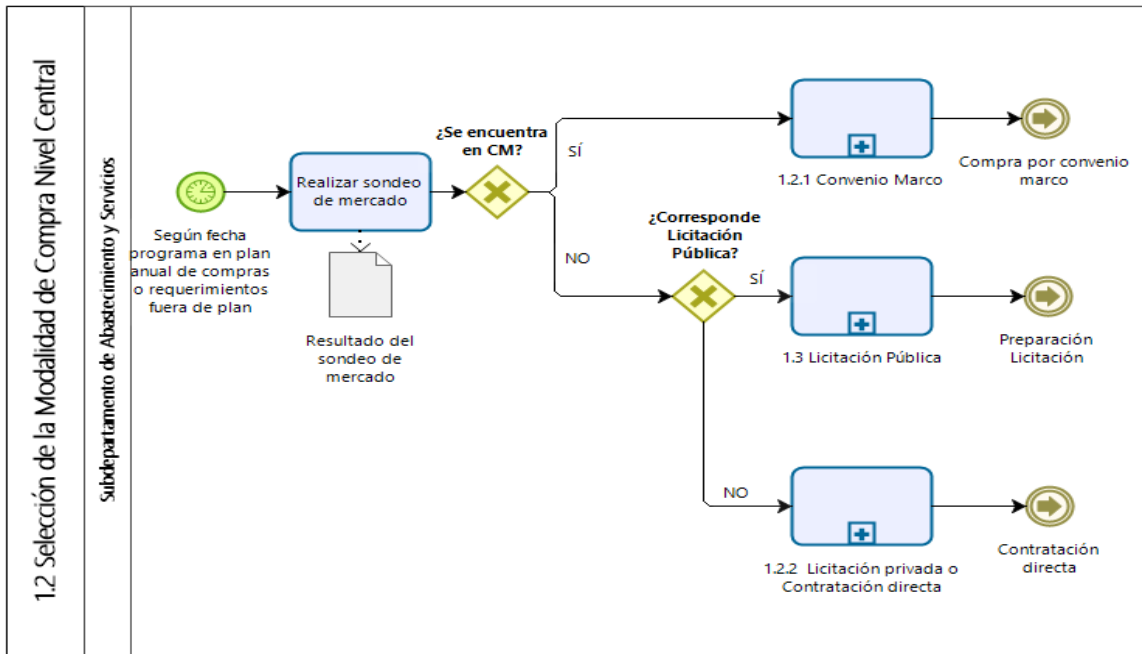 1.2 Selección de la Modalidad de Compra Nivel Central
Subdepartamento de Abastecimiento y Servicios
Según fecha
programa en plan
anual de compras
o requerimientos
fuera de plan
Realizar sondeo
de mercado
Resultado del
sondeo de
mercado
¿Se encuentra
en CM?
SÍ
NO
1.2.1 Convenio Marco
Compra por convenio
marco
¿Corresponde
Licitación
Pública?
SÍ
NO
1.3 Licitación Pública
Preparación
Licitación
1.2.2 Licitación privada o
Contratación directa
Contratación
directa